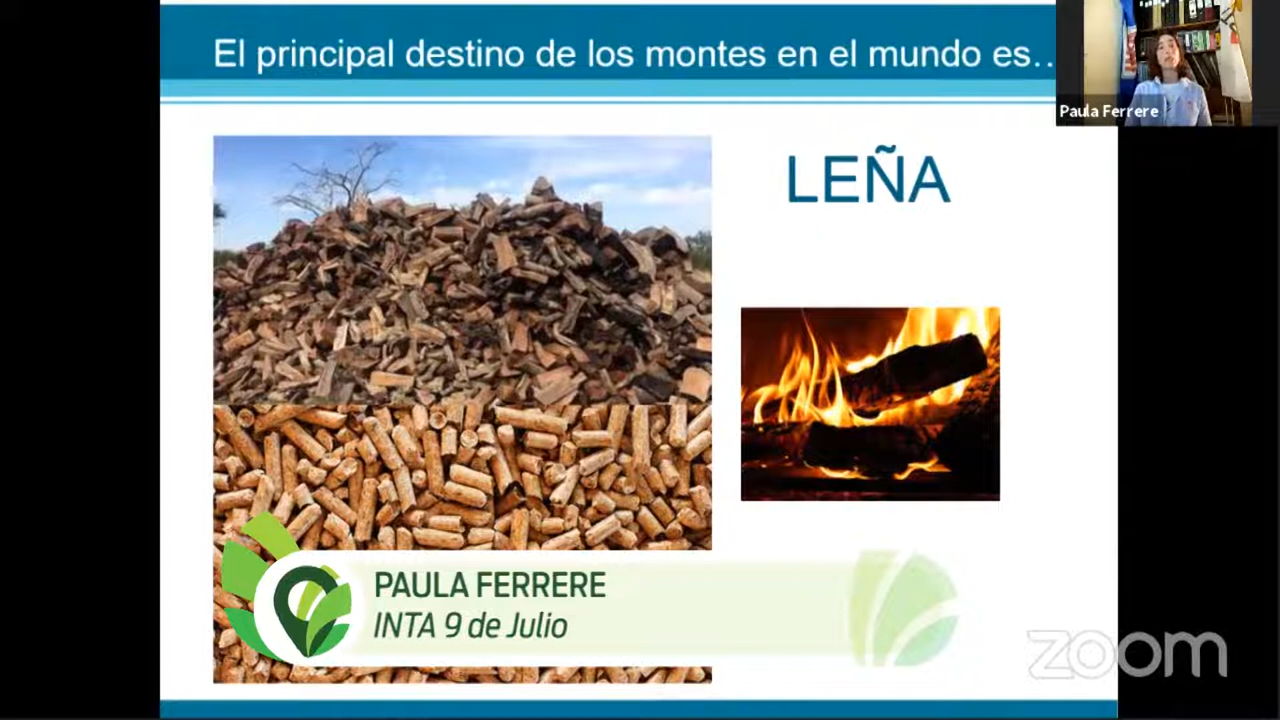 El principal destino de los montes en el mundo es..
Paula Ferrere
LEÑA
PAULA FERRERE
INTA 9 de Julio
zoom